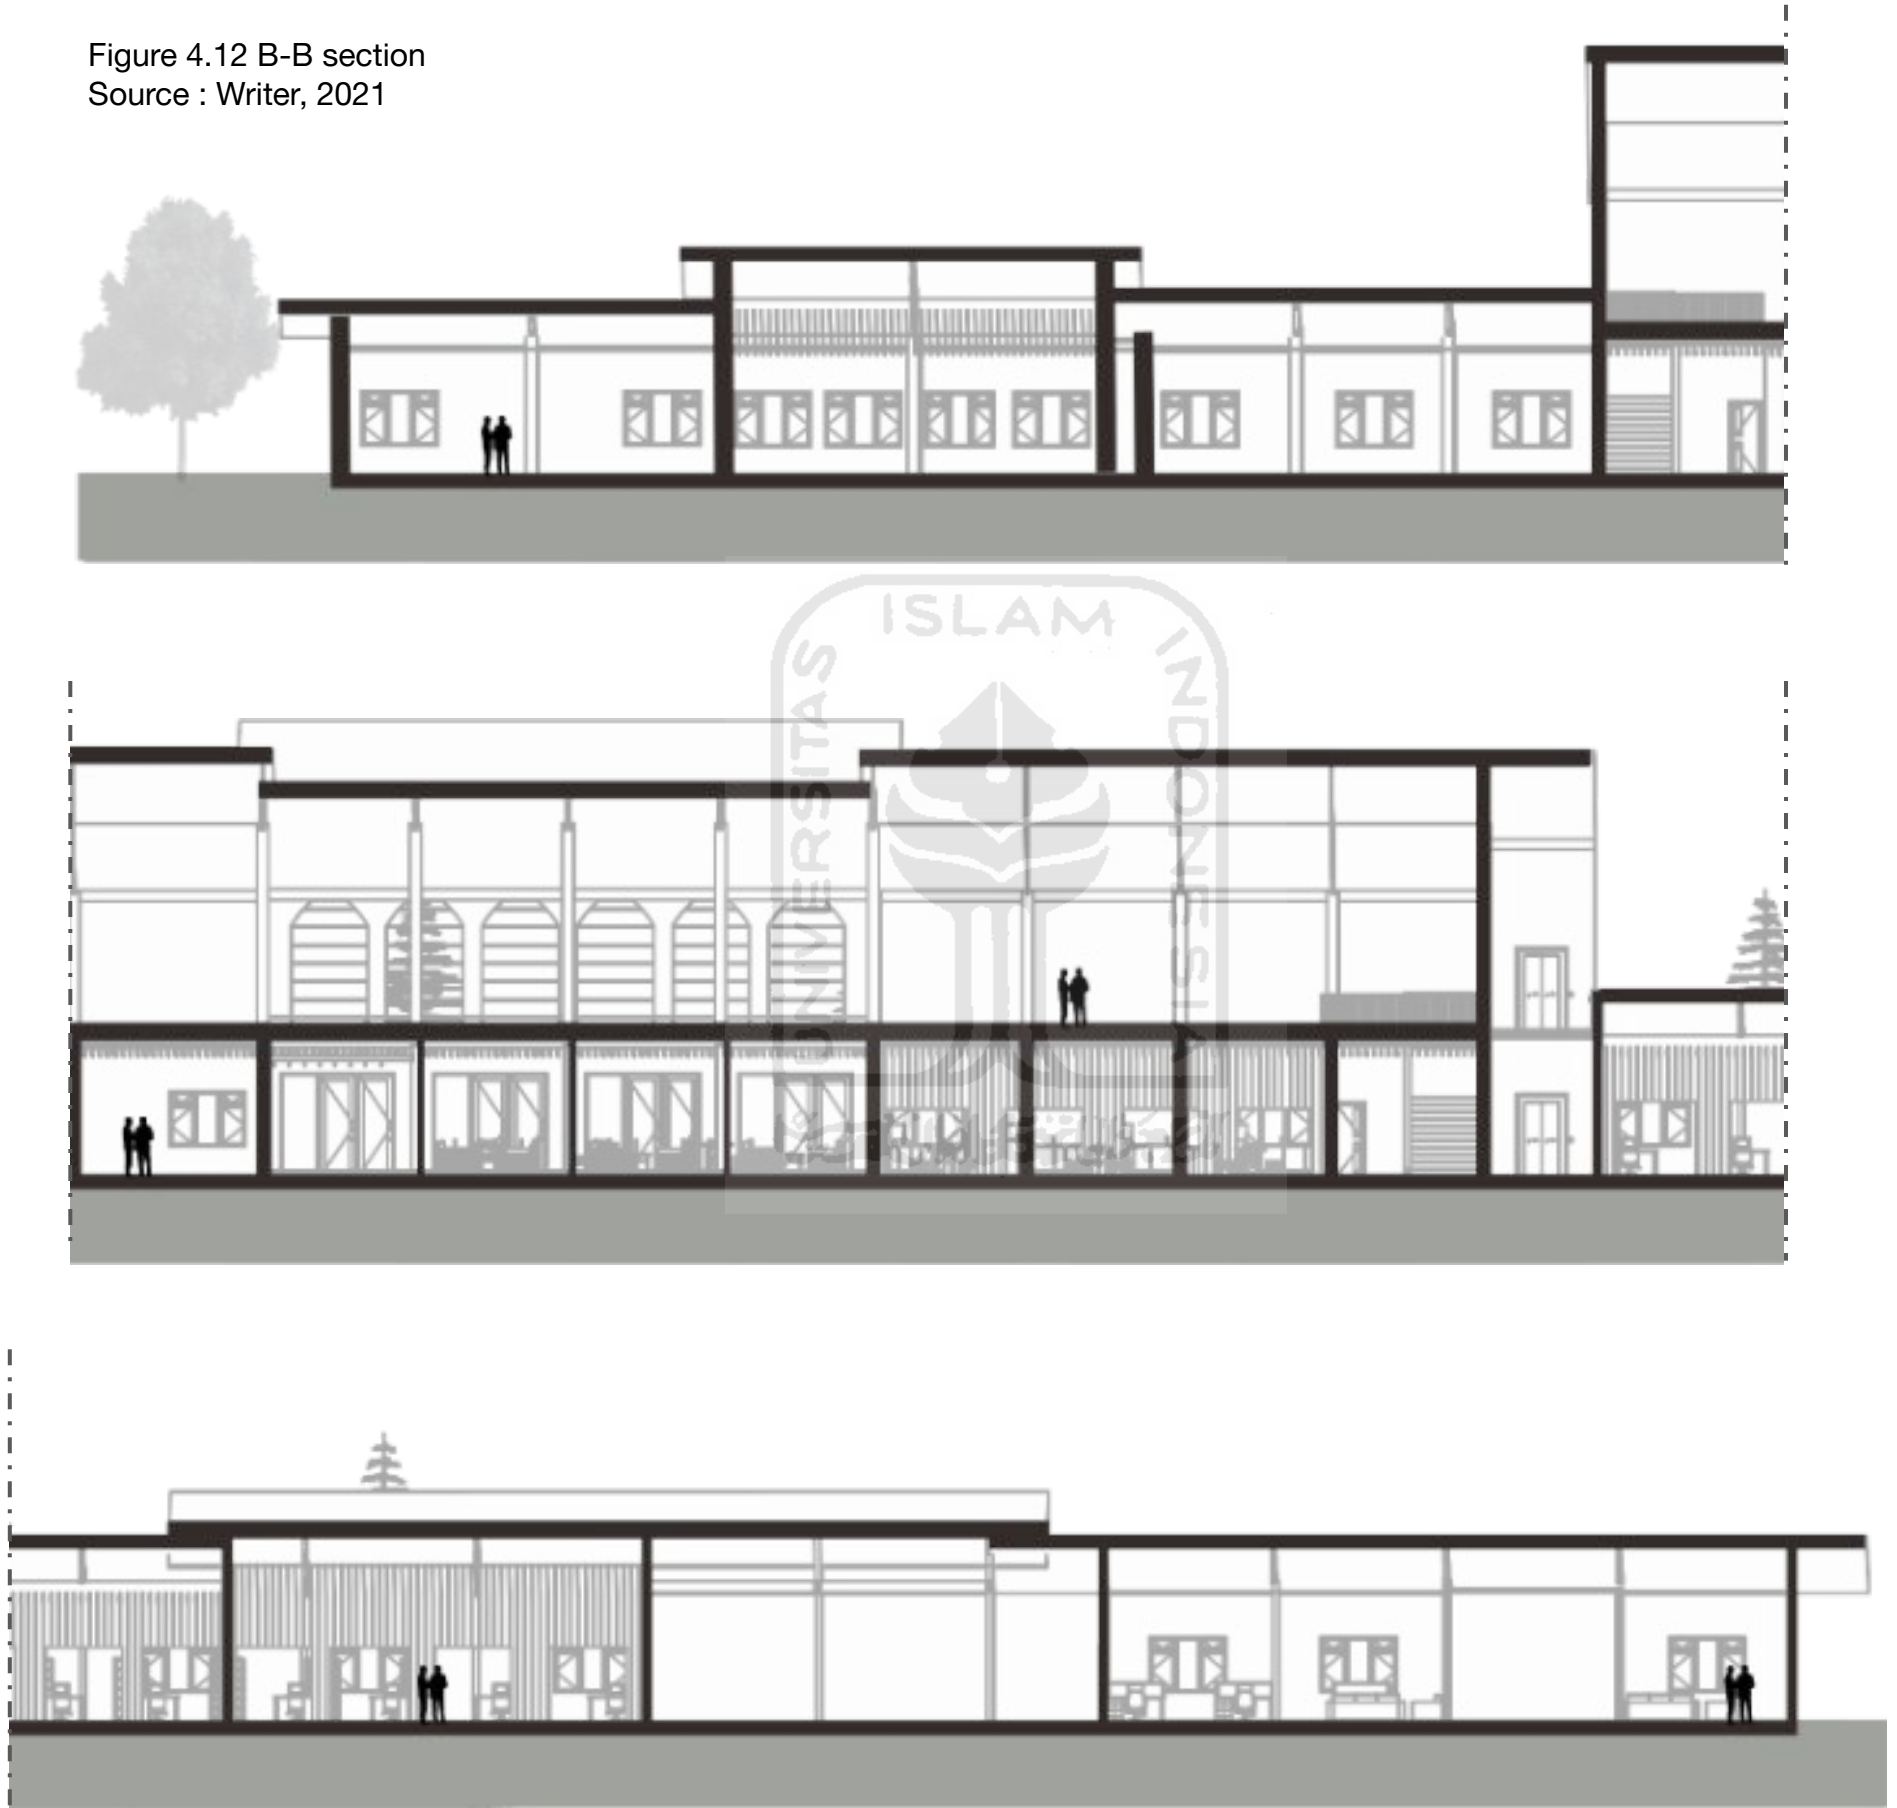 Figure 4.12 B-B section
Source : Writer, 2021
UNIVERSITAS
ISLAM
INDONESIA